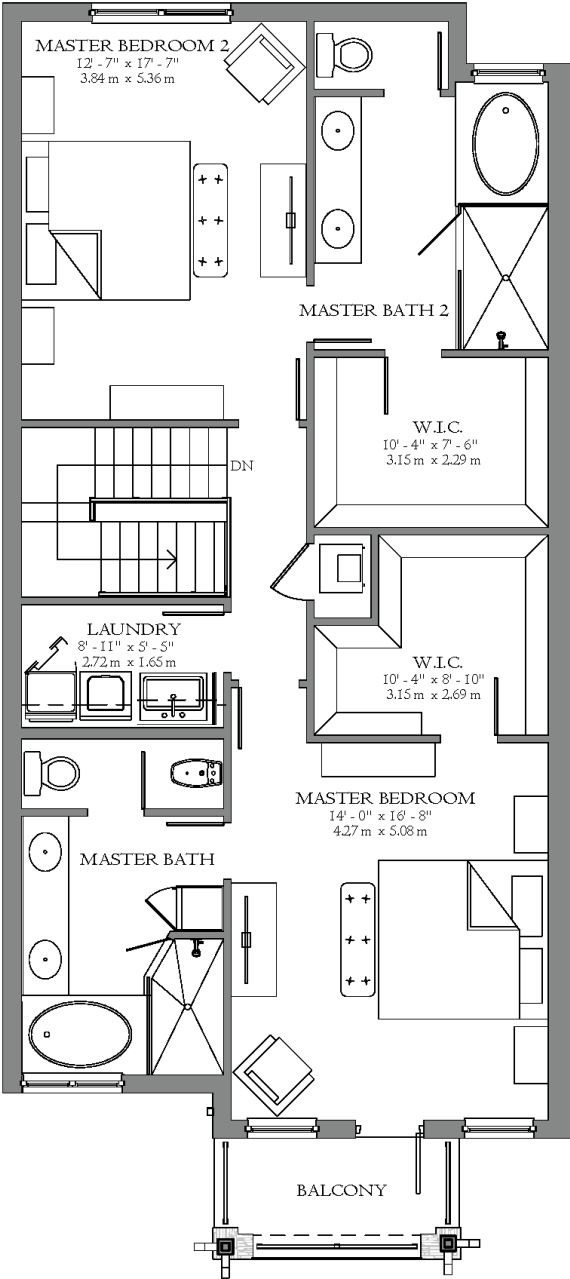 MASTER BEDROOM 2
12' - 7" x 17' - 7"
3.84 m x 5.36 m
MASTER BATH 2
W.I.C.
10' - 4" x 7' - 6"
3.15 m x 2.29 m
DN
LAUNDRY
8' - 11" x 5' - 5"
2.72 m x 1.65 m
W.I.C.
10' - 4" x 8' - 10"
3.15 m x 2.69 m
MASTER BEDROOM
14' - 0" x 16' - 8"
4.27 m x 5.08 m
MASTER BATH
BALCONY